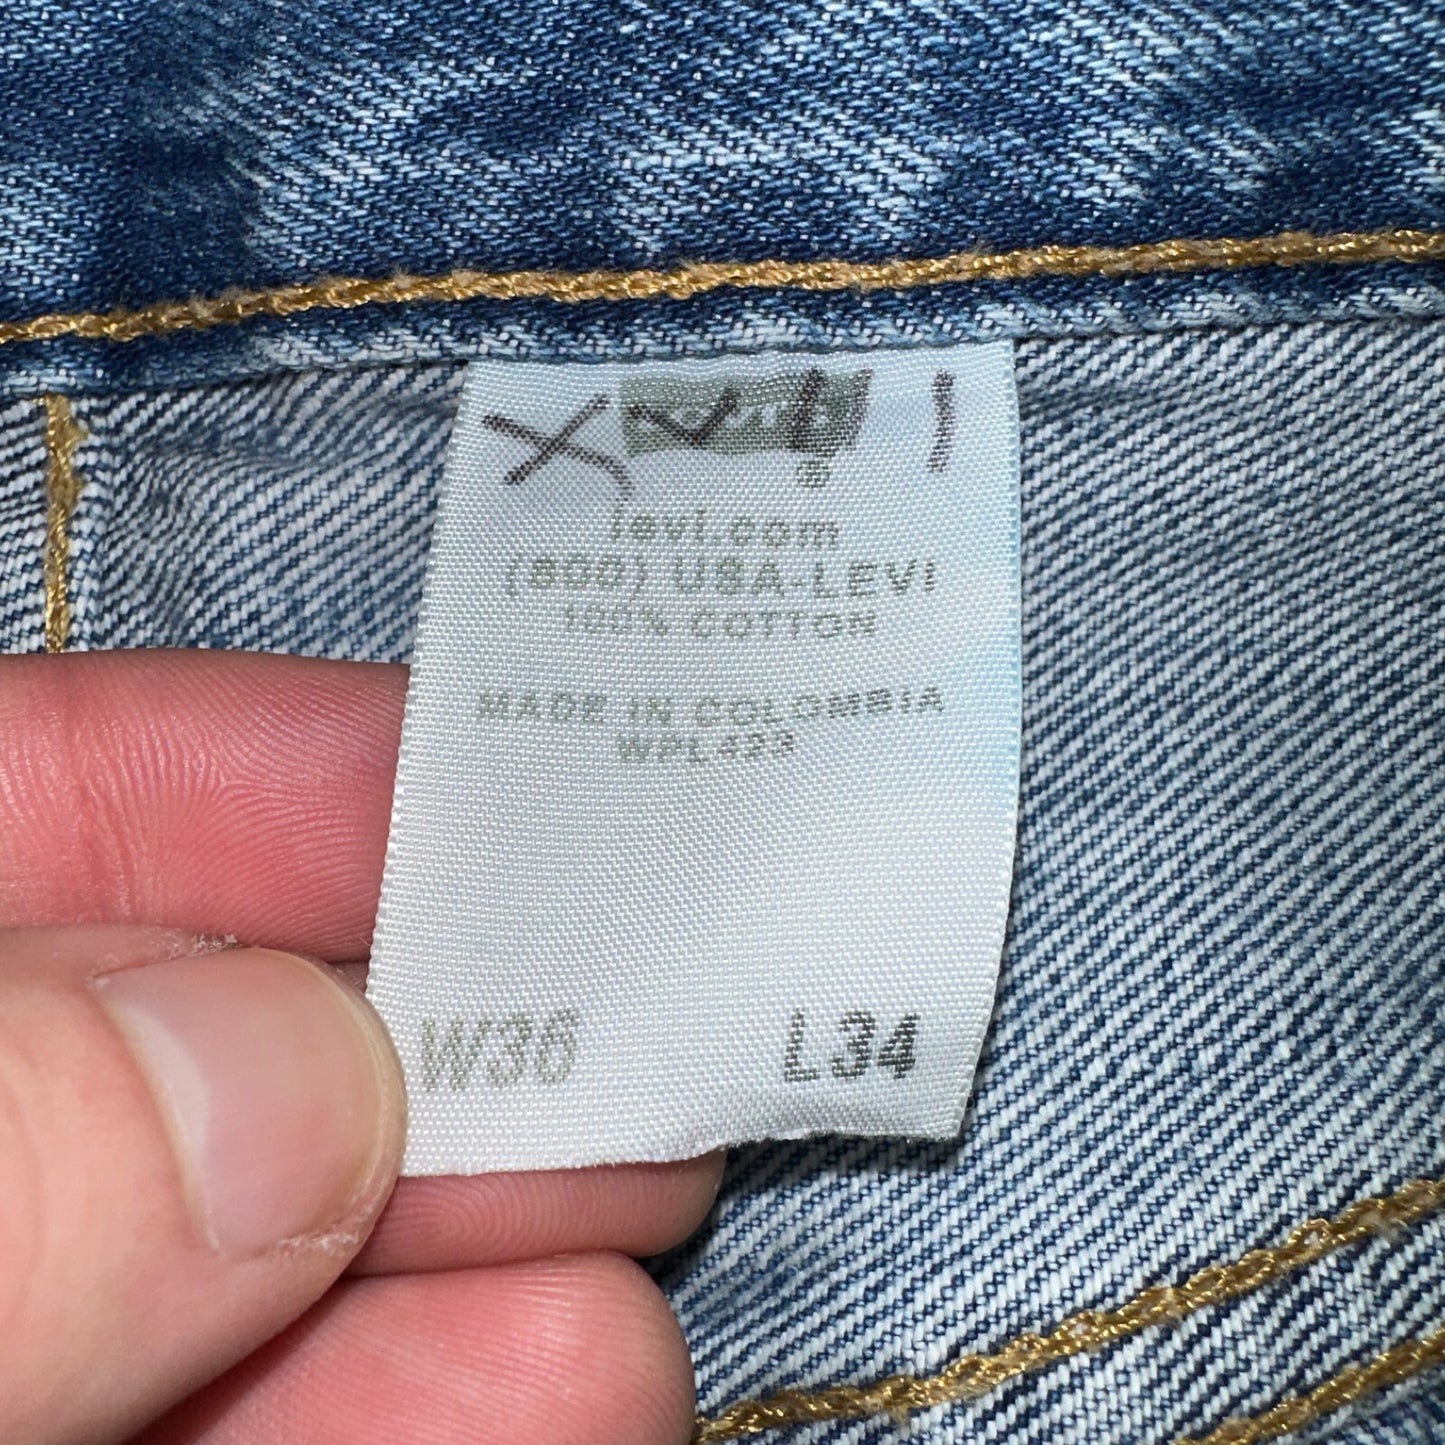 levi.com
(800) USA-LEVI
100% COTTON
MADE IN COLOMBIA
WPL423
W36 L34